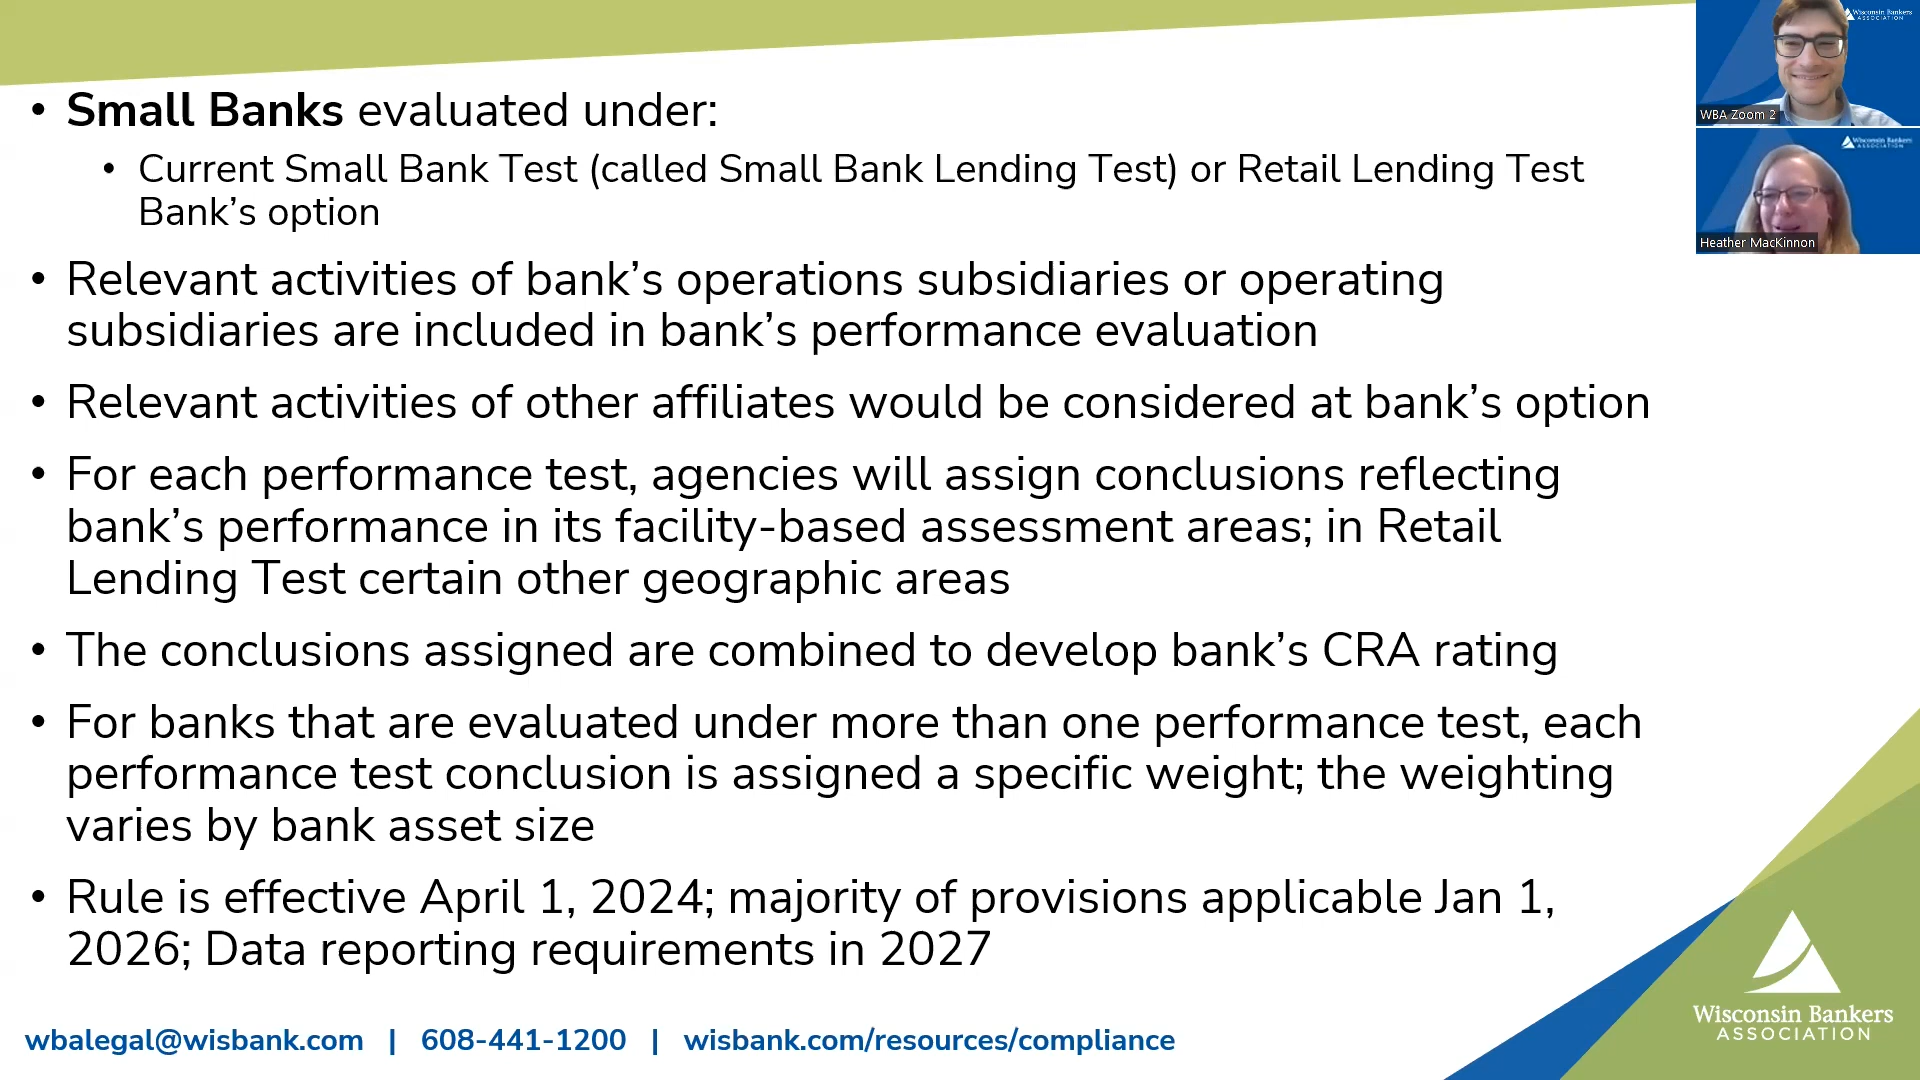 • Small Banks evaluated under:
• Current Small Bank Test (called Small Bank Lending Test) or Retail Lending Test
Bank’s option
• Relevant activities of bank’s operations subsidiaries or operating
subsidiaries are included in bank’s performance evaluation
• Relevant activities of other affiliates would be considered at bank’s option
• For each performance test, agencies will assign conclusions reflecting
bank’s performance in its facility-based assessment areas; in Retail
Lending Test certain other geographic areas
• The conclusions assigned are combined to develop bank’s CRA rating
• For banks that are evaluated under more than one performance test, each
performance test conclusion is assigned a specific weight; the weighting
varies by bank asset size
• Rule is effective April 1, 2024; majority of provisions applicable Jan 1,
2026; Data reporting requirements in 2027
wbalegal@wisbank.com | 608-441-1200 | wisbank.com/resources/compliance
Wisconsin Bankers
ASSOCIATION
Wisconsin Bankers
ASSOCIATION
WBA Zoom 2
Wisconsin Bankers
ASSOCIATION
Heather MacKinnon